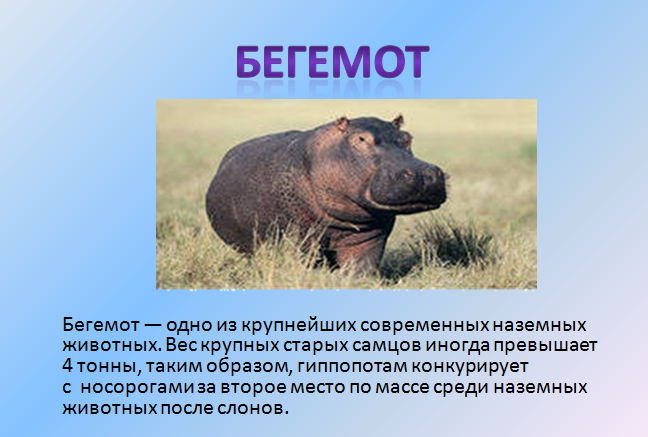 БЕГЕМОТ
Бегемот — одно из крупнейших современных наземных
животных. Вес крупных старых самцов иногда превышает
4 тонны, таким образом, гиппопотам конкурирует
с носорогами за второе место по массе среди наземных
животных после слонов.